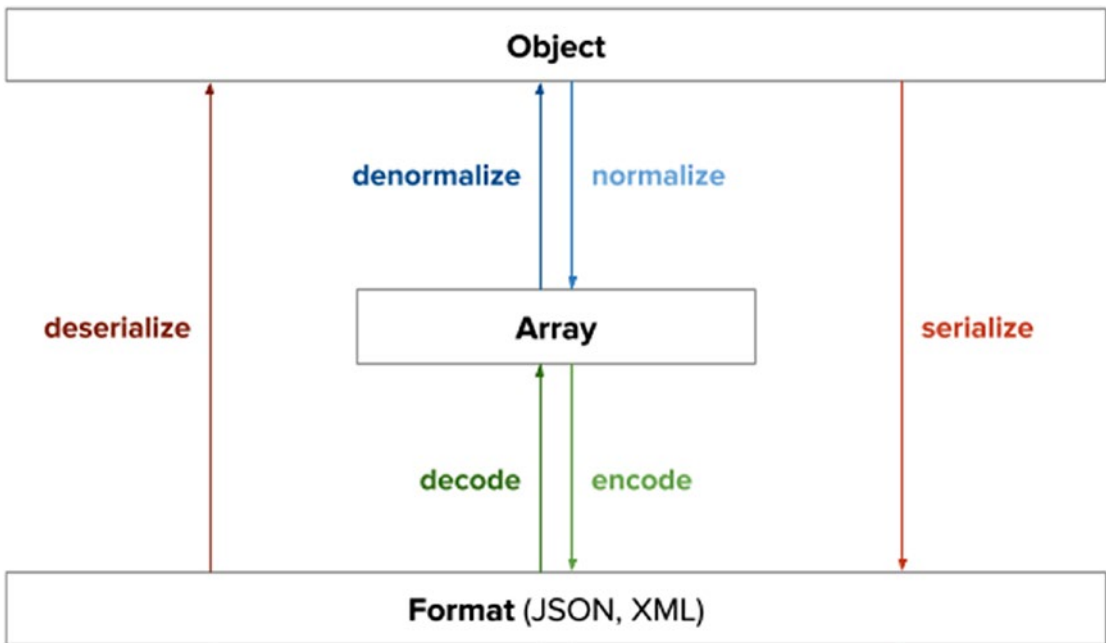 Object
denormalize
normalize
deserialize
Array
serialize
decode
encode
Format (JSON, XML)